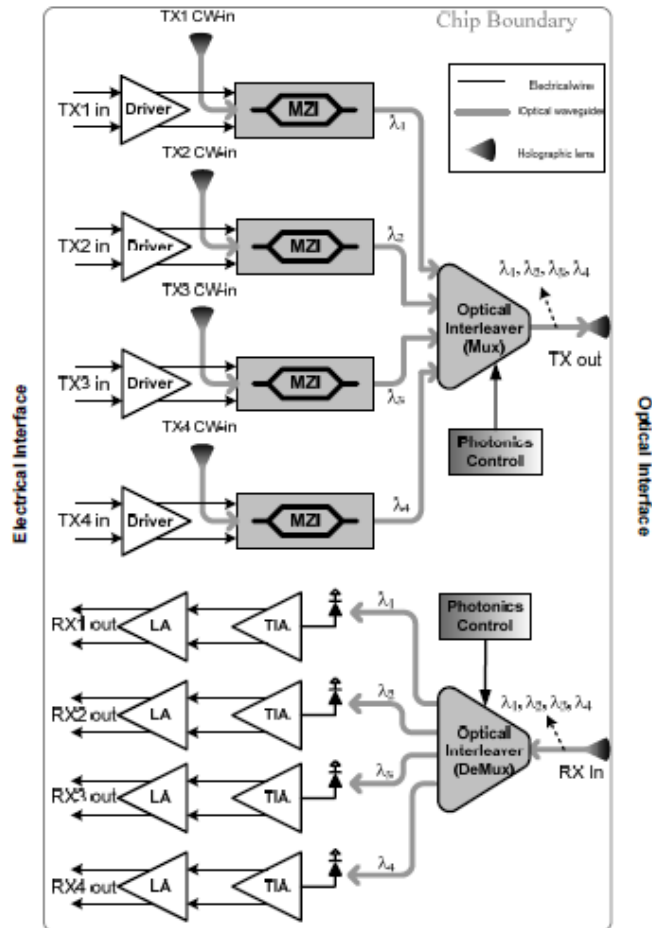 TX1 CW-in
Chip Boundary
Electrical wire
Optical waveguides
Holographic lens
TX1 in
Driver
MZI
λ1
TX2 CW-in
TX2 in
Driver
MZI
λ2
λ1, λ2, λ3, λ4
Optical
Interleaver
(Mux)
TX out
TX3 CW-in
TX3 in
Driver
MZI
λ3
Photonics
Control
TX4 CW-in
TX4 in
Driver
MZI
λ4
Electrical Interface
Optical Interface
RX1 out
LA
TIA
λ1
Photonics
Control
RX2 out
LA
TIA
λ2
λ1, λ2, λ3, λ4
Optical
Interleaver
(DeMux)
RX In
RX3 out
LA
TIA
λ3
RX4 out
LA
TIA
λ4